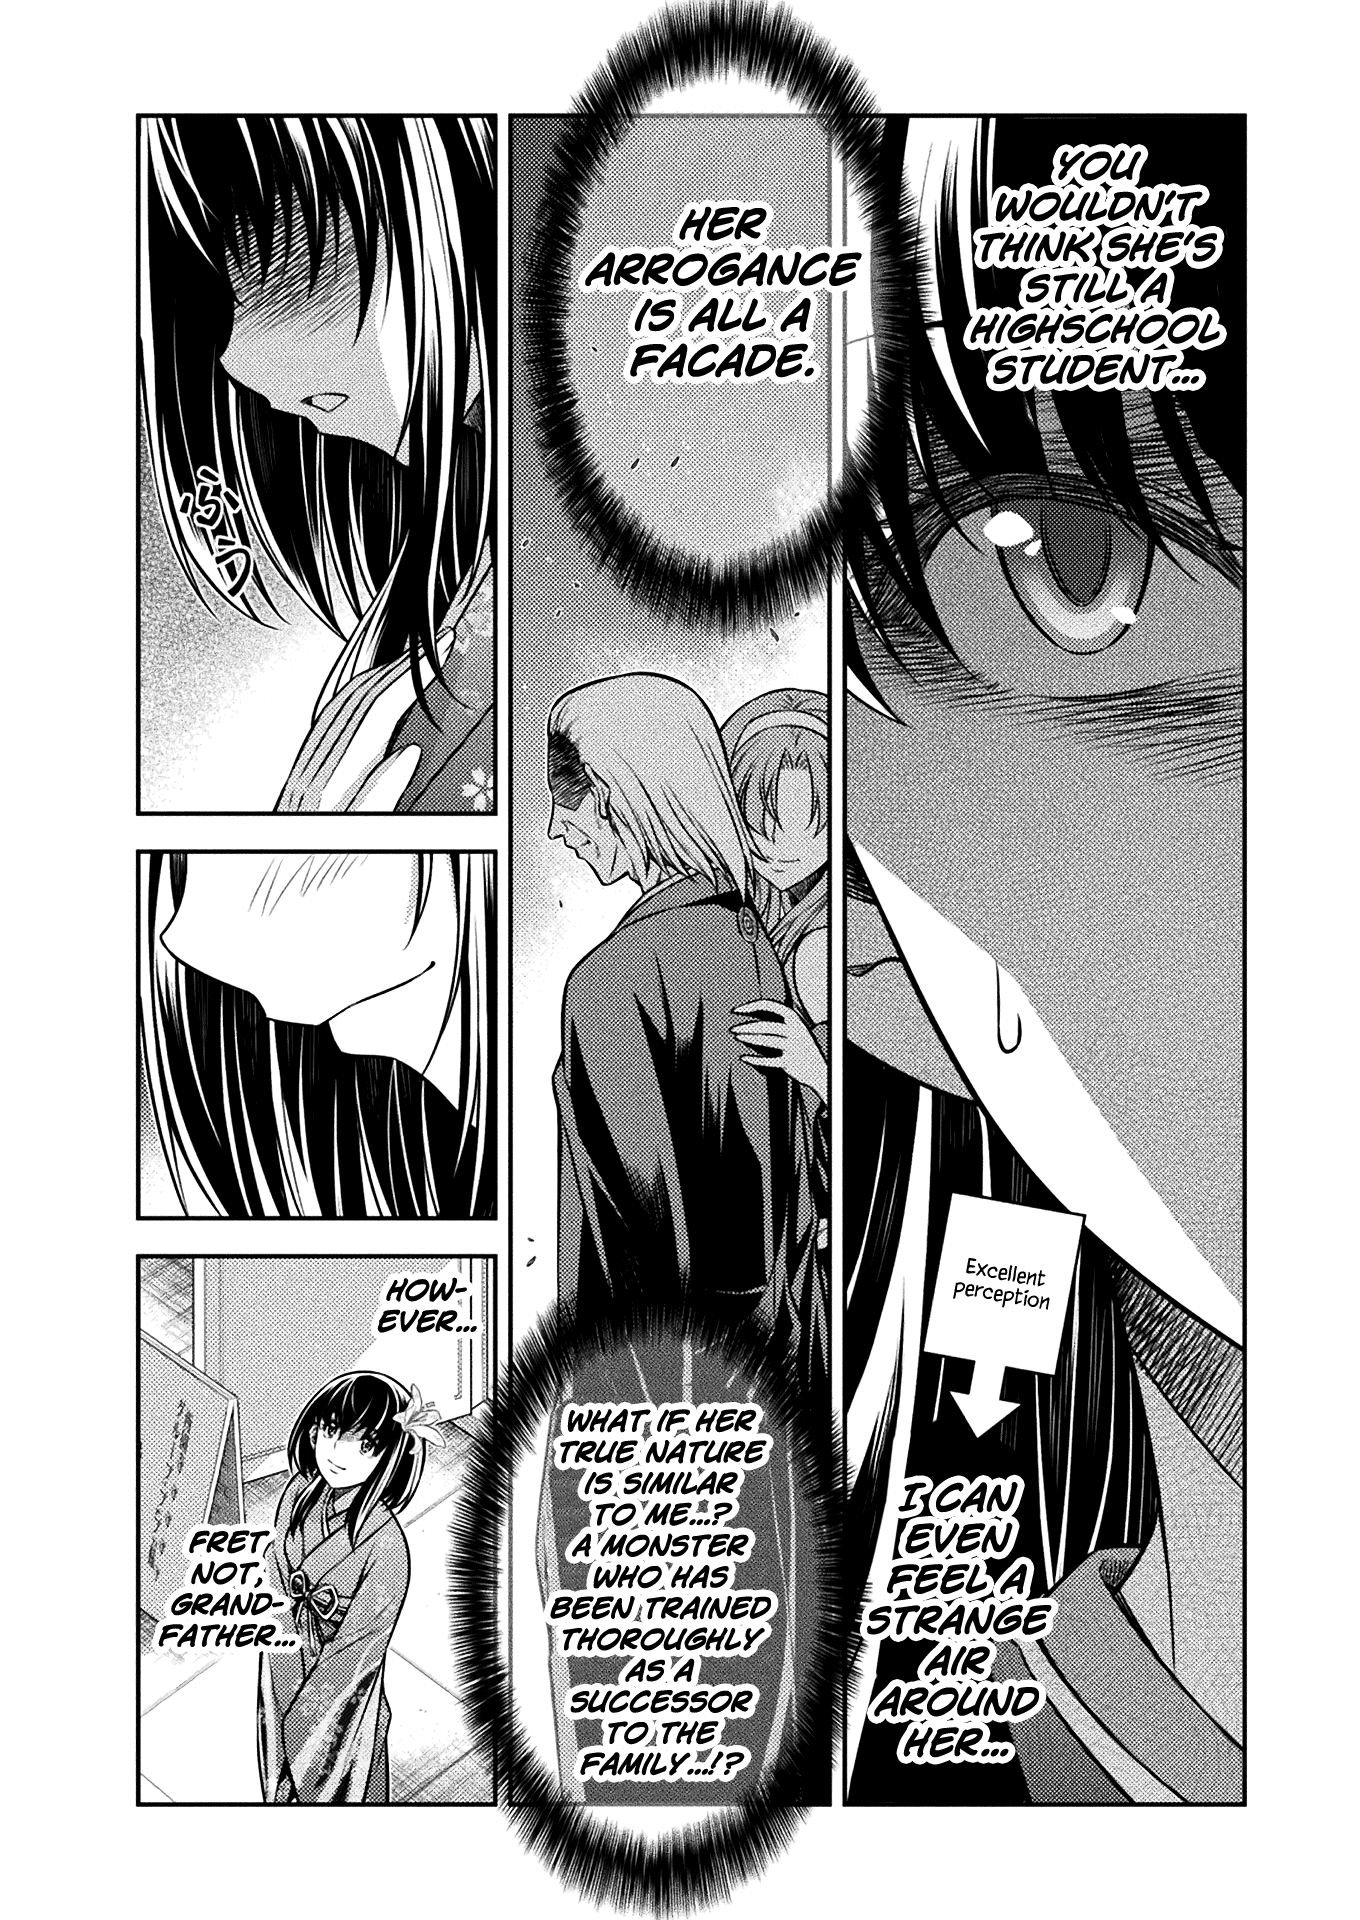 YOU
WOULDN'T
THINK SHE'S
STILL A
HIGHSCHOOL
STUDENT...
Excellent
perception
I CAN
EVEN
FEEL A
STRANGE
AIR
AROUND
HER...
HER
ARROGANCE
IS ALL A
FACADE.
WHAT IF HER
TRUE NATURE
IS SIMILAR
TO ME...?
A MONSTER
WHO HAS
BEEN TRAINED
THOROUGHLY
AS A
SUCCESSOR
TO THE
FAMILY...!?
ふう
HOW-
EVER...
FRET
NOT,
GRAND-
FATHER...